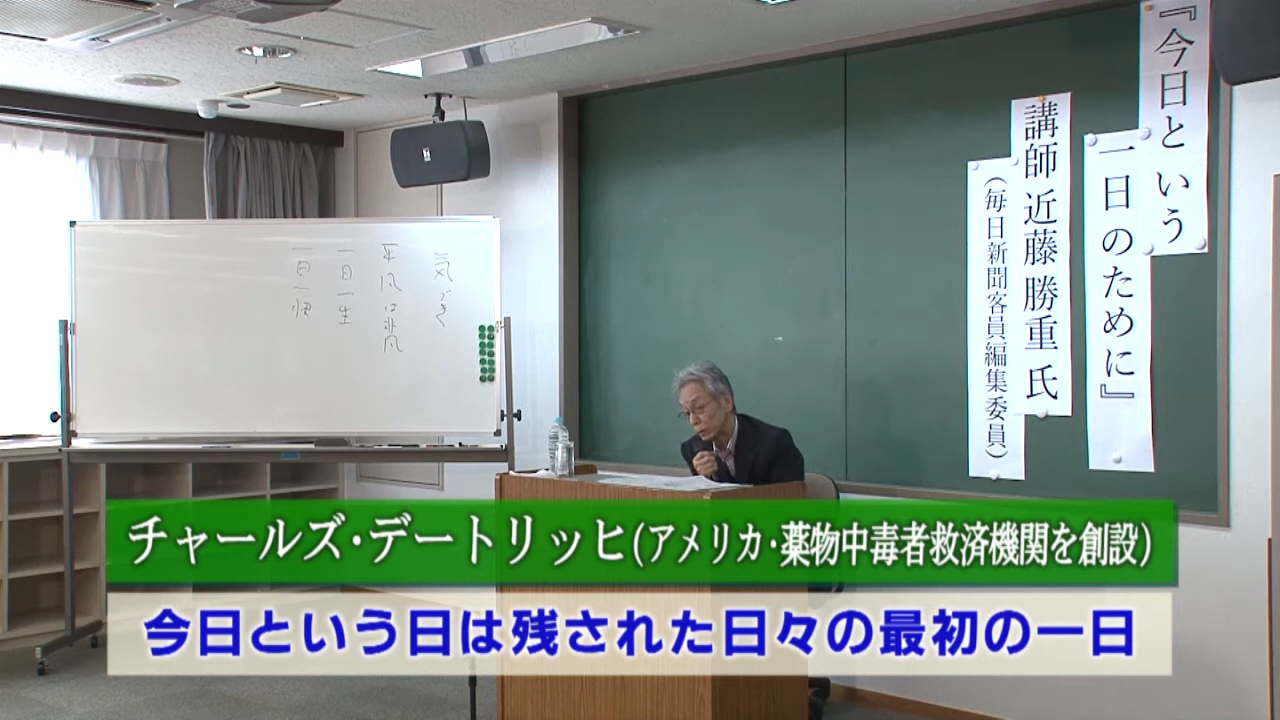 『今日という
一日のために』
講師 近藤勝重 氏
（毎日新聞客員編集委員）
気づき
平凡は非凡
一日一生
一日一快
チャールズ・デートリッヒ(アメリカ・薬物中毒者救済機関を創設)
今日という日は残された日々の最初の一日